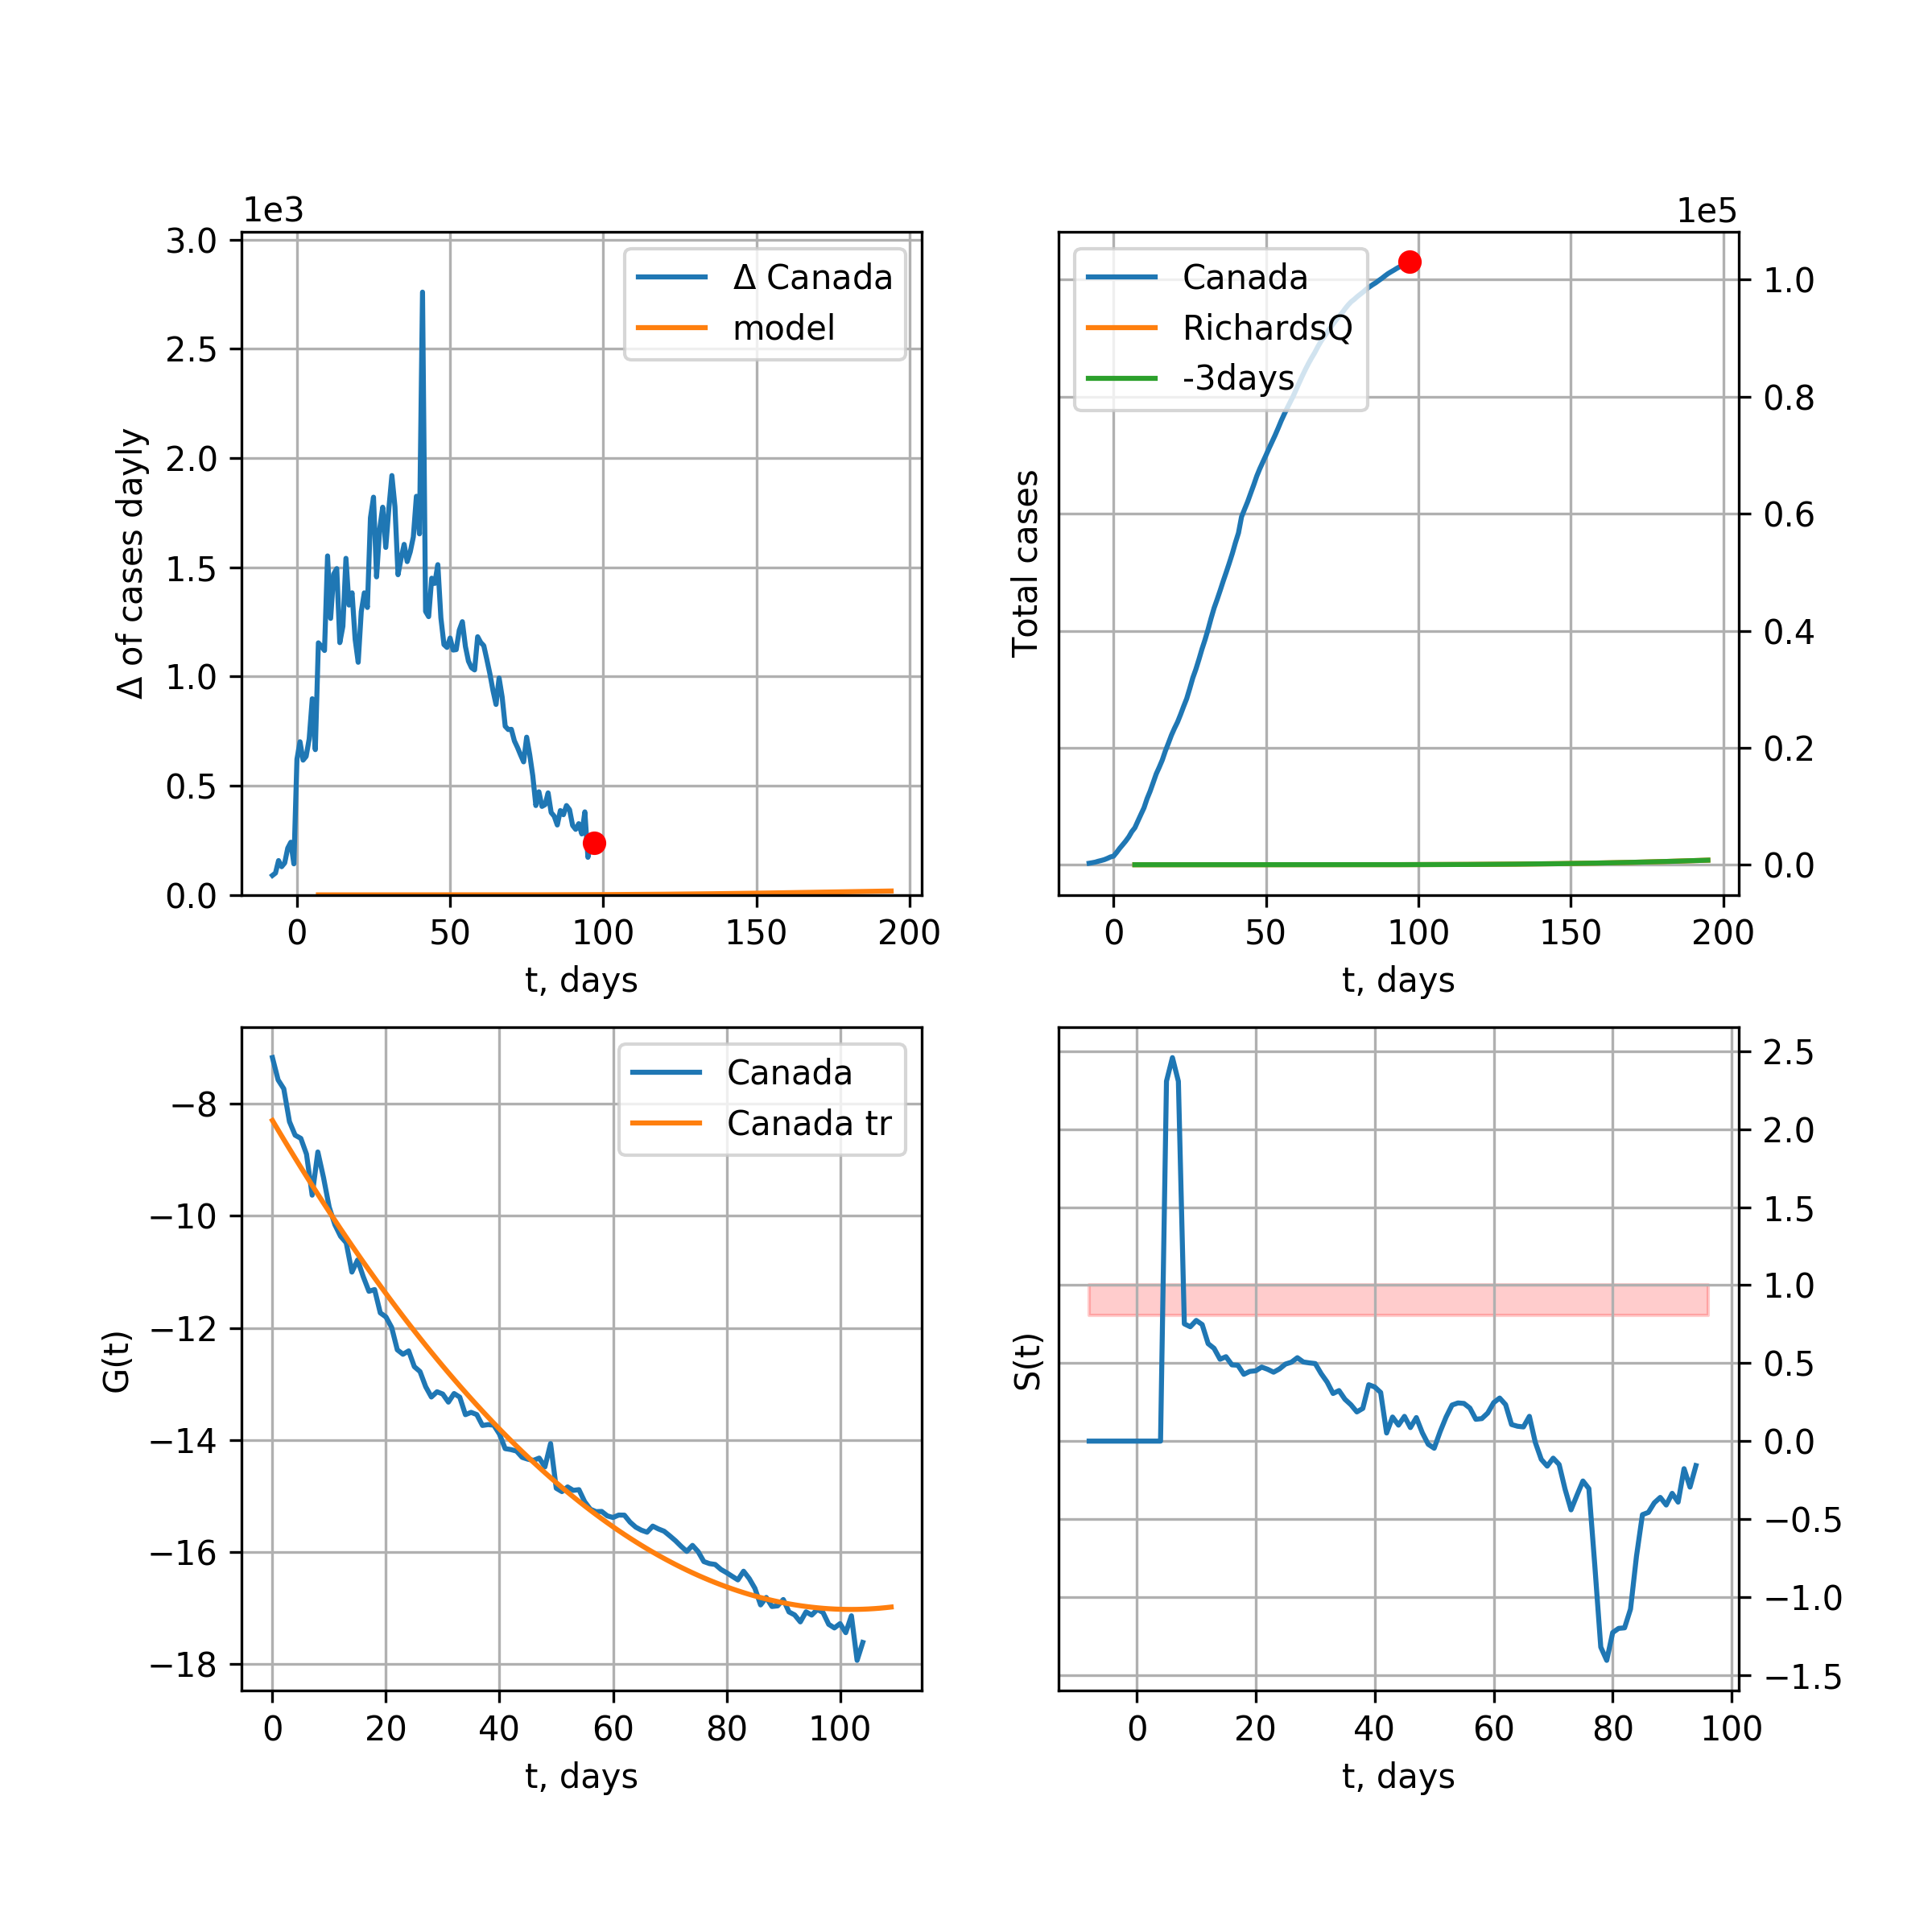 1e3
3.0
2.5
2.0
1.5
1.0
0.5
0.0
Δ of cases dayly
Δ Canada
model
0 50 100 150 200
t, days
1e5
1.0
0.8
0.6
0.4
0.2
0.0
Total cases
Canada
RichardsQ
-3days
0 50 100 150 200
t, days
−8
−10
−12
−14
−16
−18
G(t)
Canada
Canada tr
0 20 40 60 80 100
t, days
2.5
2.0
1.5
1.0
0.5
0.0
−0.5
−1.0
−1.5
S(t)
0 20 40 60 80 100
t, days